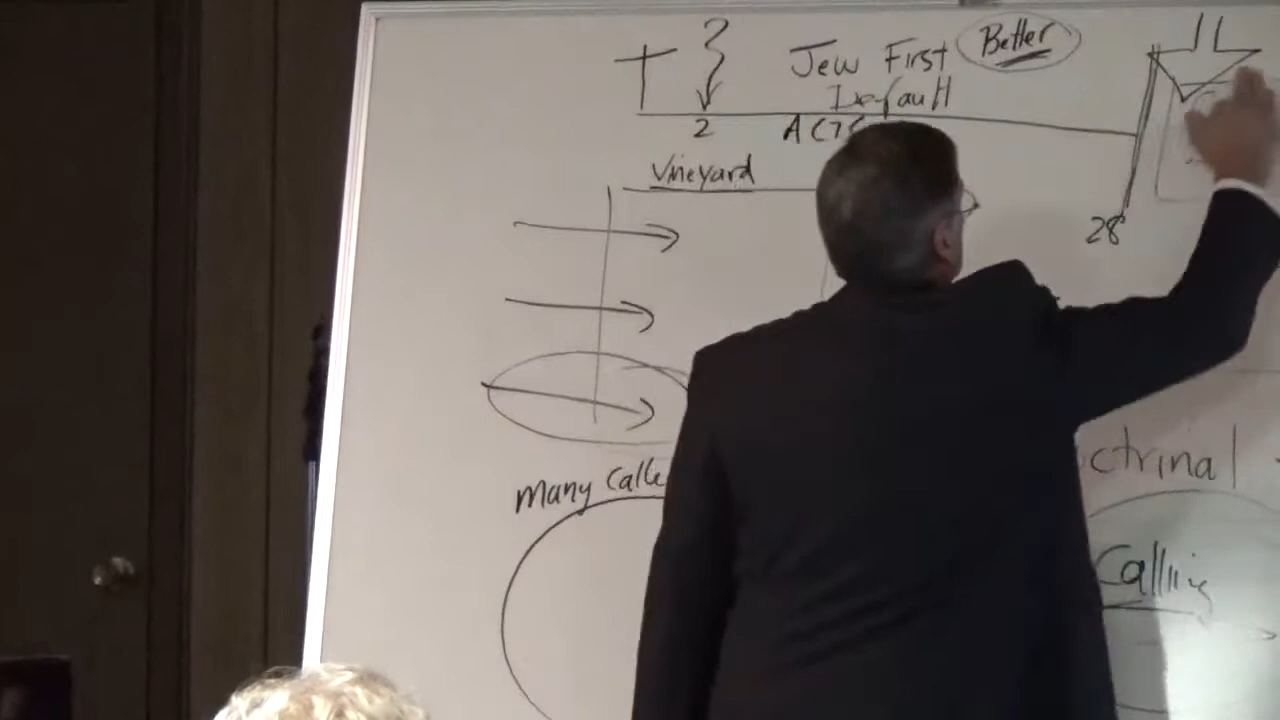 Better
Jew First
Default
2 ACTS
Vineyard
28
Many Calle
ctrinal
Calling